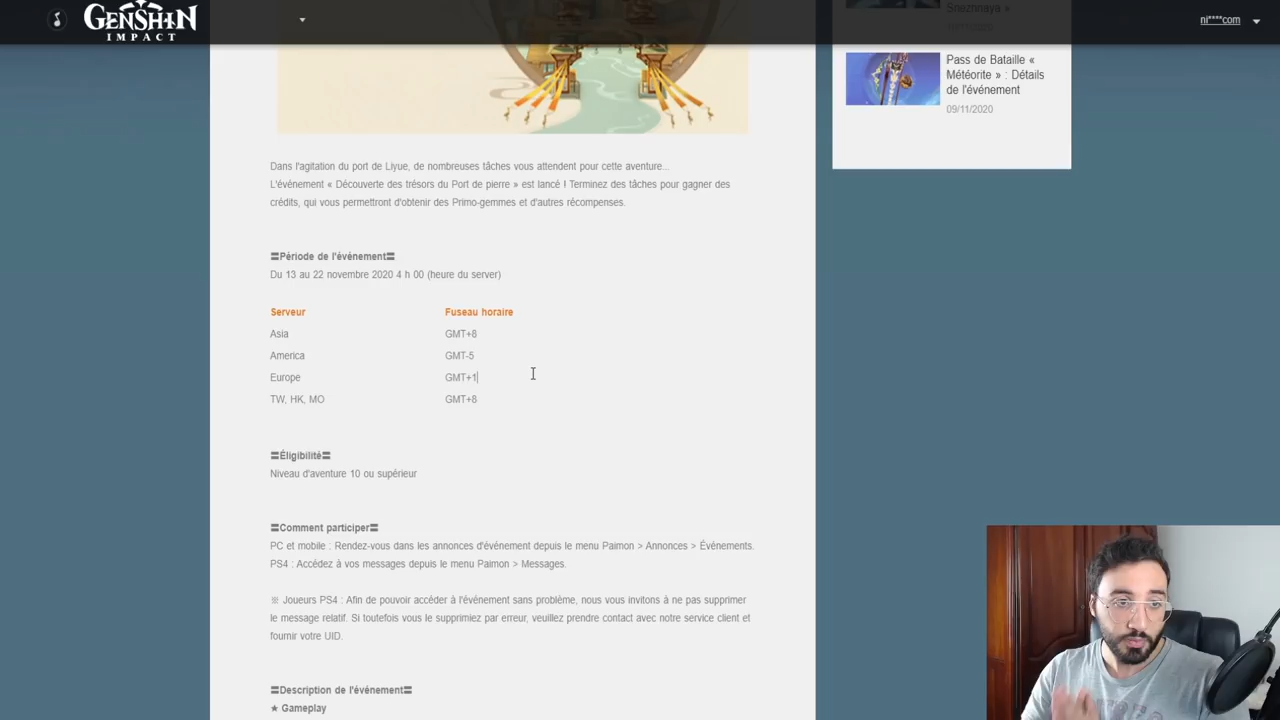 GENSHIN
IMPACT
ni****com
Snezhnaya »
Pass de Bataille «
Météorite » : Détails
de l'événement
09/11/2020
Dans l'agitation du port de Liyue, de nombreuses tâches vous attendent pour cette aventure...
L'événement « Découverte des trésors du Port de pierre » est lancé ! Terminez des tâches pour gagner des
crédits, qui vous permettront d'obtenir des Primo-gemmes et d'autres récompenses.
〓Période de l'événement〓
Du 13 au 22 novembre 2020 4 h 00 (heure du server)
Serveur Fuseau horaire
Asia GMT+8
America GMT-5
Europe GMT+1
TW, HK, MO GMT+8
〓Éligibilité〓
Niveau d'aventure 10 ou supérieur
〓Comment participer〓
PC et mobile : Rendez-vous dans les annonces d'événement depuis le menu Paimon > Annonces > Événements.
PS4 : Accédez à vos messages depuis le menu Paimon > Messages.
※ Joueurs PS4 : Afin de pouvoir accéder à l'événement sans problème, nous vous invitons à ne pas supprimer
le message relatif. Si toutefois vous le supprimiez par erreur, veuillez prendre contact avec notre service client et
fournir votre UID.
〓Description de l'événement〓
★ Gameplay